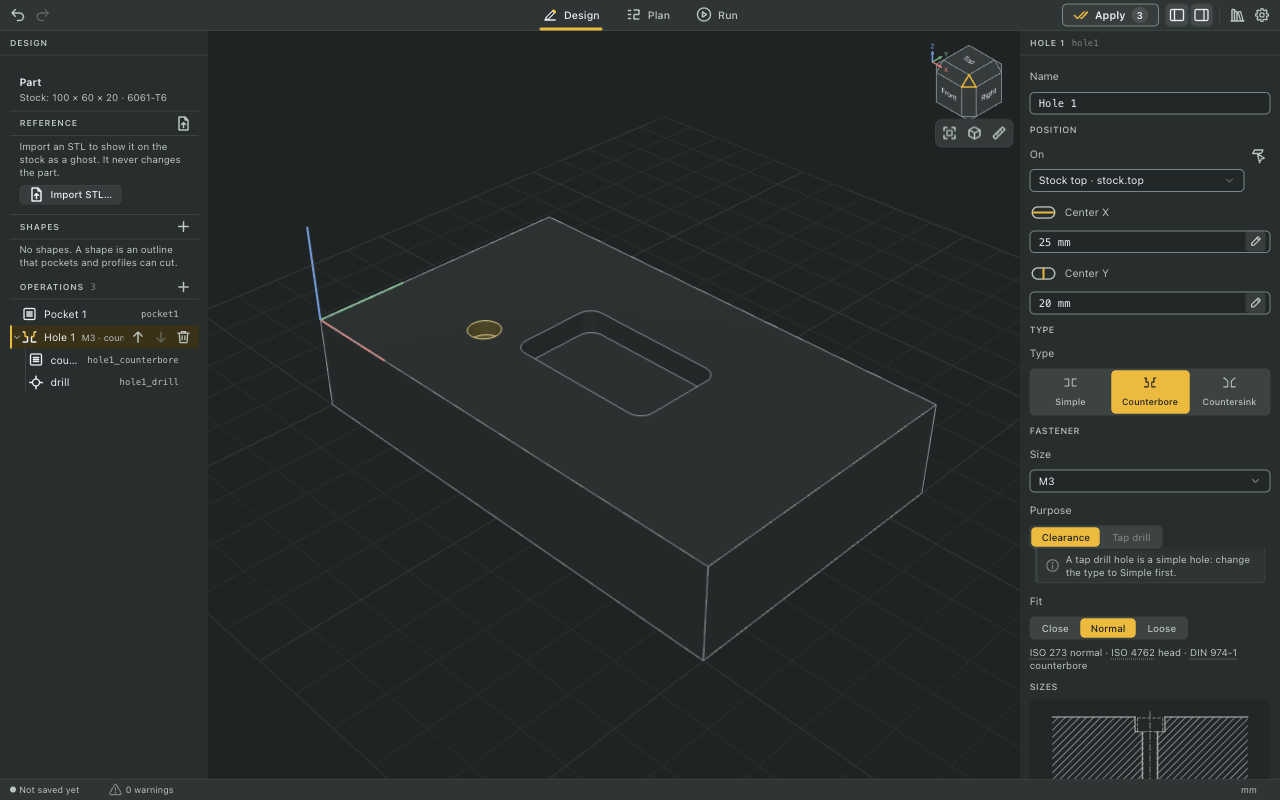 Design
Plan
Run
Apply 3
DESIGN
Part
Stock: 100 × 60 × 20 · 6061-T6
REFERENCE
Import an STL to show it on the
stock as a ghost. It never changes
the part.
Import STL...
SHAPES
No shapes. A shape is an outline
that pockets and profiles can cut.
OPERATIONS 3
Pocket 1 pocket1
Hole 1 M3 · coun
cou... hole1_counterbore
drill hole1_drill
Z
Y
X
Top
Front
Right
HOLE 1 hole1
Name
Hole 1
POSITION
On
Stock top · stock.top
Center X
25 mm
Center Y
20 mm
TYPE
Type
Simple
Counterbore
Countersink
FASTENER
Size
M3
Purpose
Clearance
Tap drill
A tap drill hole is a simple hole: change
the type to Simple first.
Fit
Close
Normal
Loose
ISO 273 normal · ISO 4762 head · DIN 974-1
counterbore
SIZES
Not saved yet
0 warnings
mm